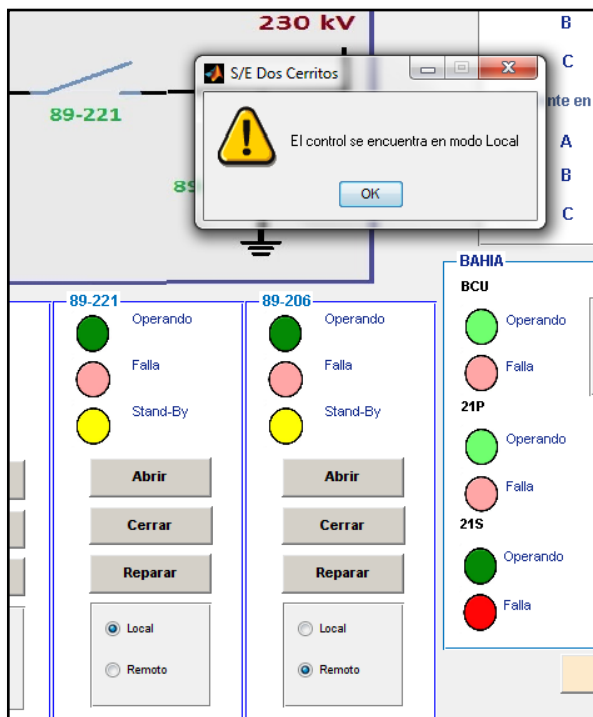 230 kV
B
S/E Dos Cerritos
C
nte en
89-221
El control se encuentra en modo Local
A
B
89
OK
C
BAHIA
89-221
89-206
BCU
Operando
Operando
Operando
Falla
Falla
Falla
21P
Stand-By
Stand-By
Operando
Abrir
Abrir
Falla
Cerrar
Cerrar
21S
Operando
Reparar
Reparar
Falla
Local
Local
Remoto
Remoto